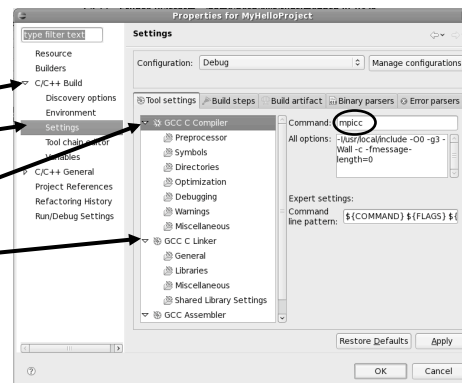 Properties for MyHelloProject
type filter text
Resource
Builders
C/C++ Build
Discovery options
Environment
Settings
Tool chain editor
Variables
C/C++ General
Project References
Refactoring History
Run/Debug Settings
Settings
Configuration: Debug
Manage configurations
Tool settings
Build steps
Build artifact
Binary parsers
Error parsers
GCC C Compiler
Preprocessor
Symbols
Directories
Optimization
Debugging
Warnings
Miscellaneous
GCC C Linker
General
Libraries
Miscellaneous
Shared Library Settings
GCC Assembler
Command: mpicc
All options:
-I/usr/local/include -O0 -g3 -
Wall -c -fmessage-
length=0
Expert settings:
Command
line pattern:
${COMMAND} ${FLAGS} ${
Restore Defaults
Apply
OK
Cancel